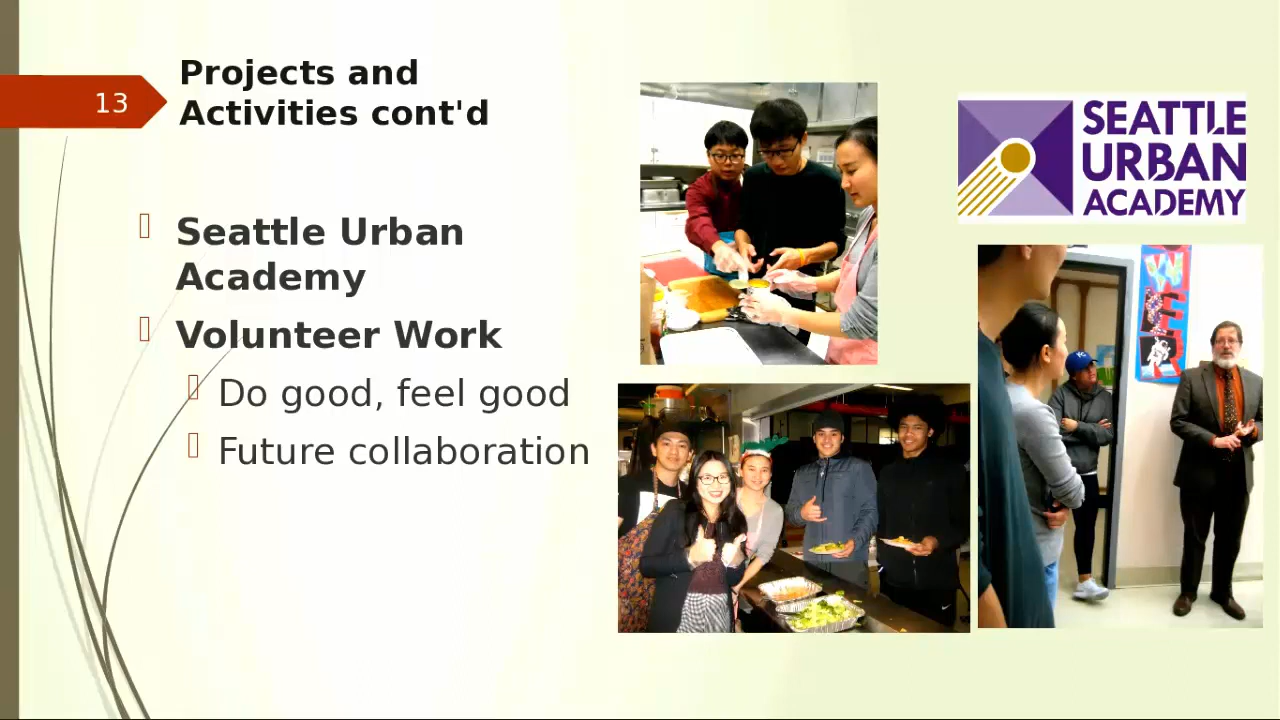 13
Projects and
Activities cont'd
Seattle Urban
Academy
Volunteer Work
Do good, feel good
Future collaboration
SEATTLE
URBAN
ACADEMY